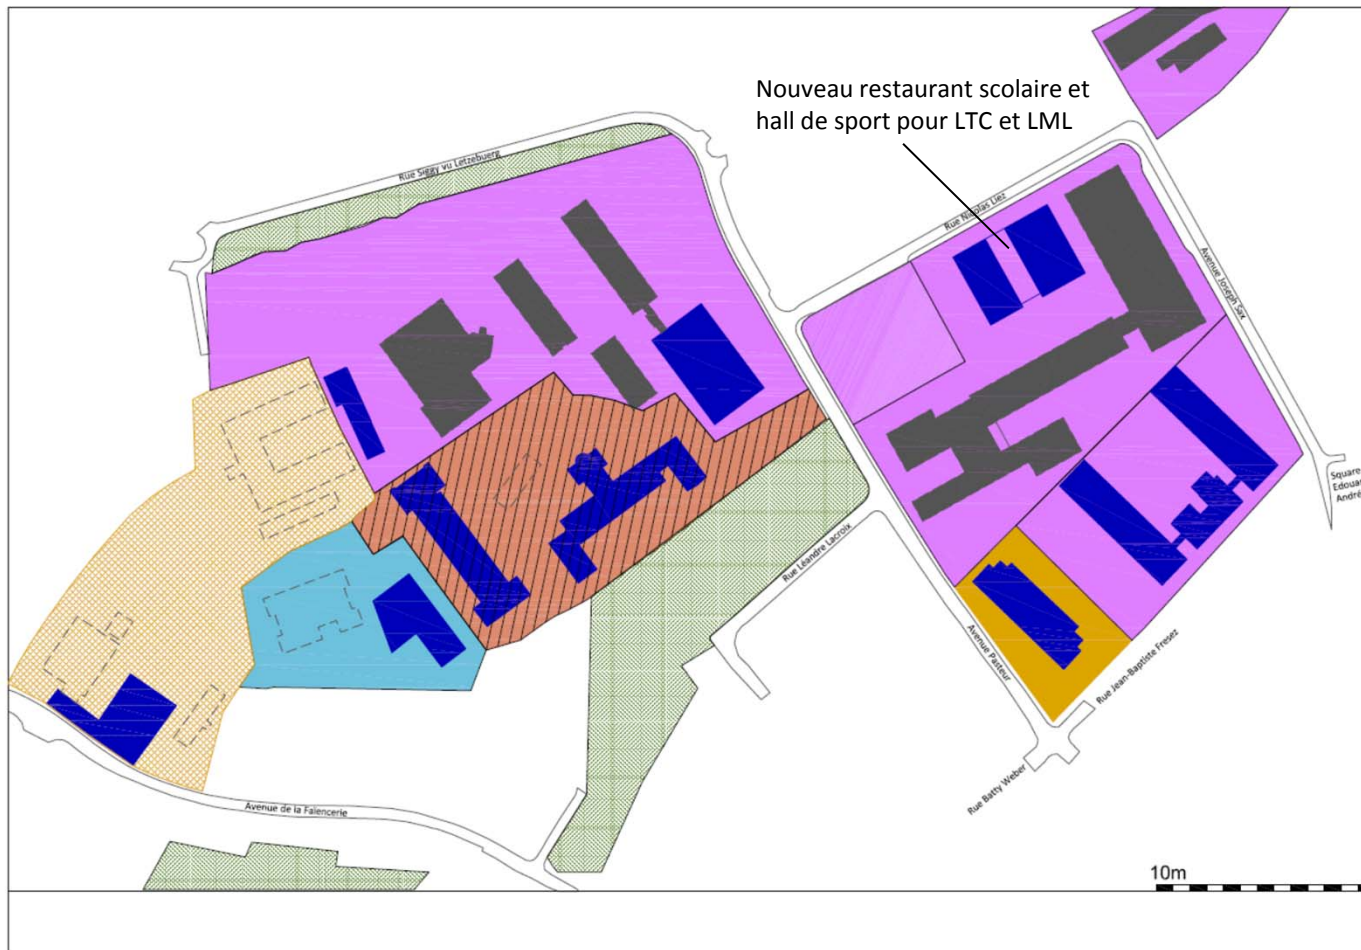 Nouveau restaurant scolaire et
hall de sport pour LTC et LML
Rue Siggy vu Letzebuerg
Rue Nicolas Liez
Avenue Joseph Sax
Square
Edouard
André
Rue Léandre Lacroix
Avenue Pasteur
Rue Jean-Baptiste Fresez
Rue Batty Weber
Avenue de la Faïencerie
10m